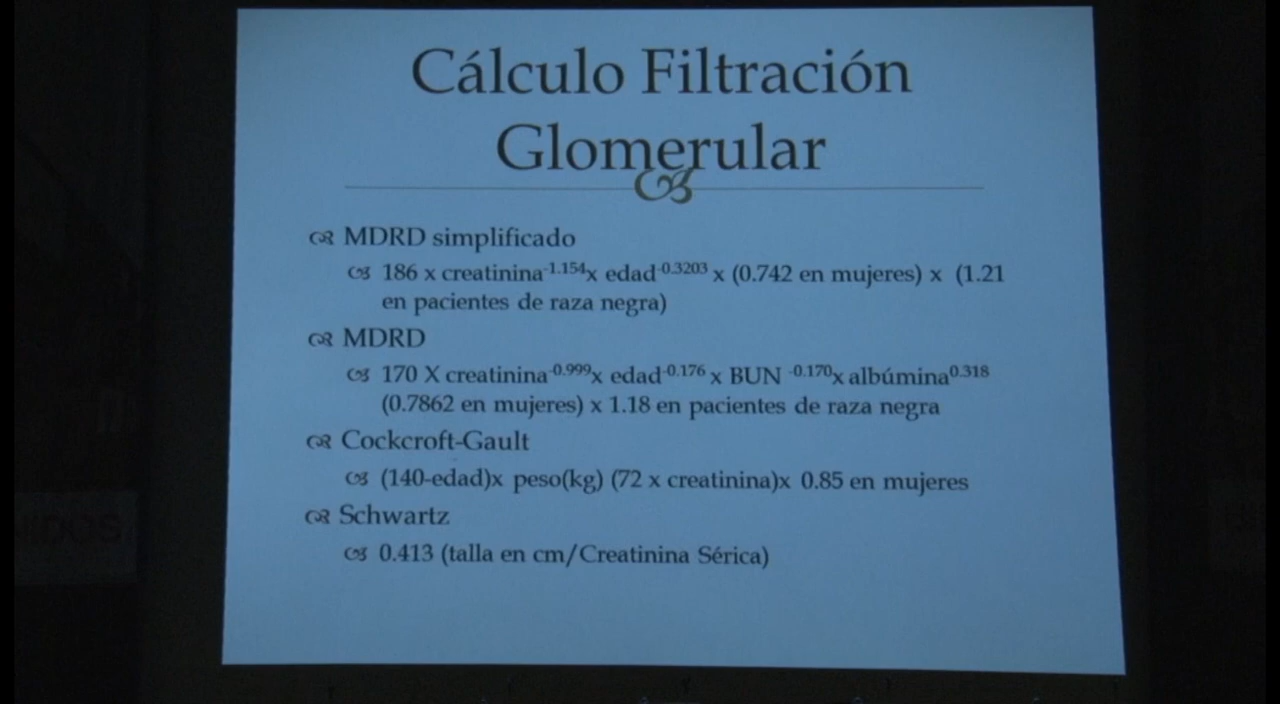 Cálculo Filtración
Glomerular
MDRD simplificado
186 x creatinina-1.154x edad-0.3203 x (0.742 en mujeres) x (1.21
en pacientes de raza negra)
MDRD
170 X creatinina-0.999x edad-0.176 x BUN -0.170x albúmina0.318
(0.7862 en mujeres) x 1.18 en pacientes de raza negra
Cockcroft-Gault
(140-edad)x peso(kg) (72 x creatinina)x 0.85 en mujeres
Schwartz
0.413 (talla en cm/Creatinina Sérica)